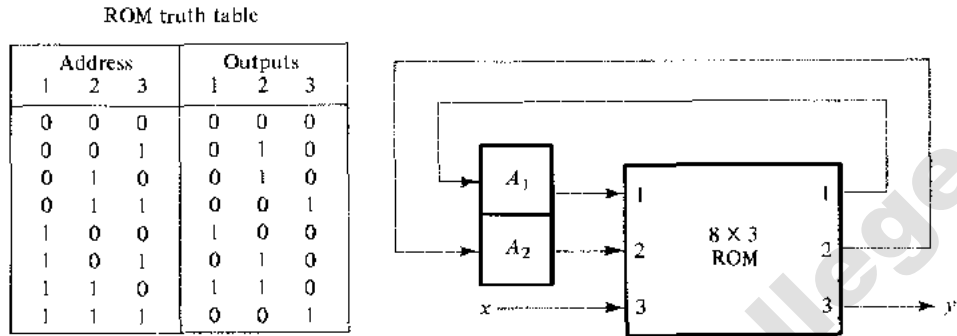 ROM truth table
Address Outputs
1 2 3 1 2 3
0 0 0 0 0 0
0 0 1 0 1 0
0 1 0 0 1 0
0 1 1 0 0 1
1 0 0 1 0 0
1 0 1 0 1 0
1 1 0 1 1 0
1 1 1 0 0 1
A1
A2
x
1
2
3
8 × 3
ROM
1
2
3
y
llege